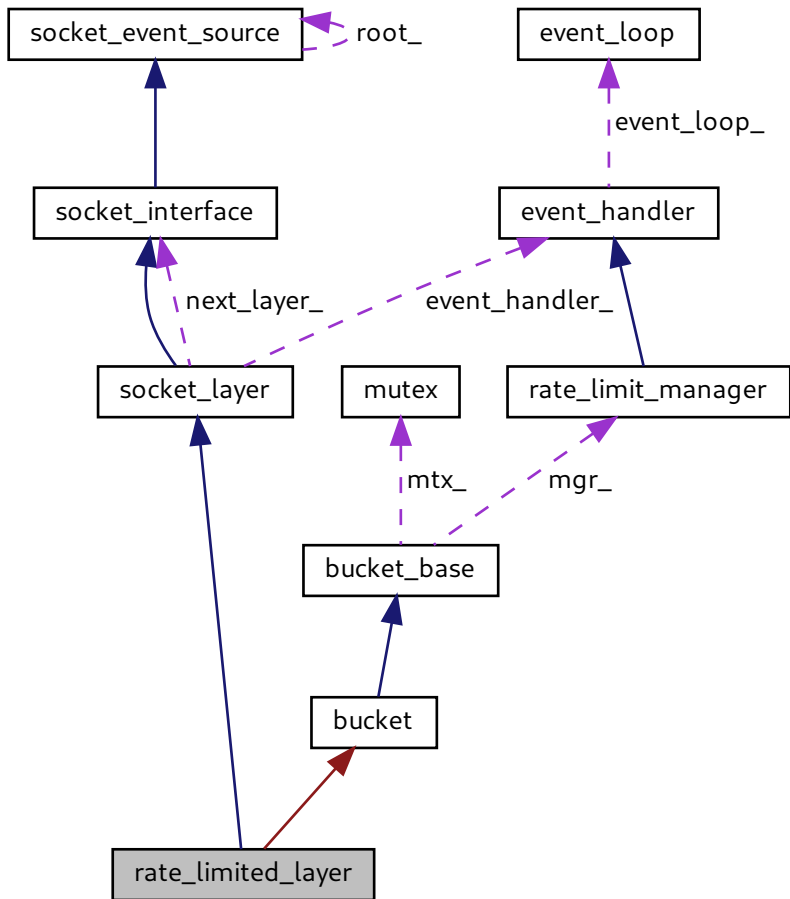 socket_event_source
root_
event_loop
event_loop_
socket_interface
event_handler
next_layer_
event_handler_
socket_layer
mutex
rate_limit_manager
mtx_
mgr_
bucket_base
bucket
rate_limited_layer